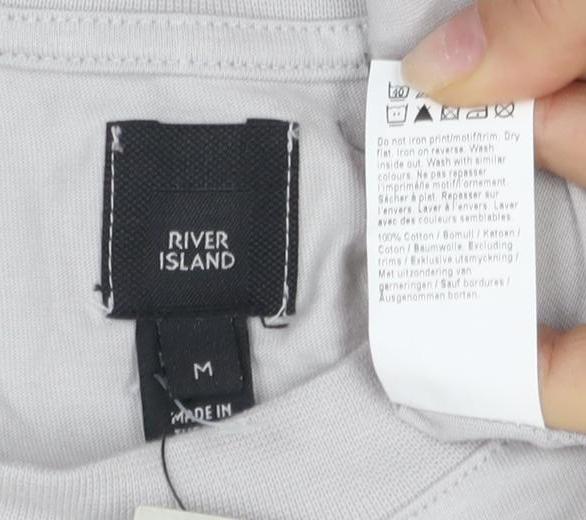 RIVER
ISLAND
M
MADE IN
40
Do not iron print/motif/trim. Dry
flat. Iron on reverse. Wash
inside out. Wash with similar
colours. Ne pas repasser
l'imprimé/le motif/l'ornement.
Sécher à plat. Repasser sur
l'envers. Laver à l'envers. Laver
avec des couleurs semblables.
100% Cotton / Bomull / Katoen /
Coton / Baumwolle. Excluding
trims / Exklusive utsmyckning /
Met uitzondering van
garneringen / Sauf bordures /
Ausgenommen borten.